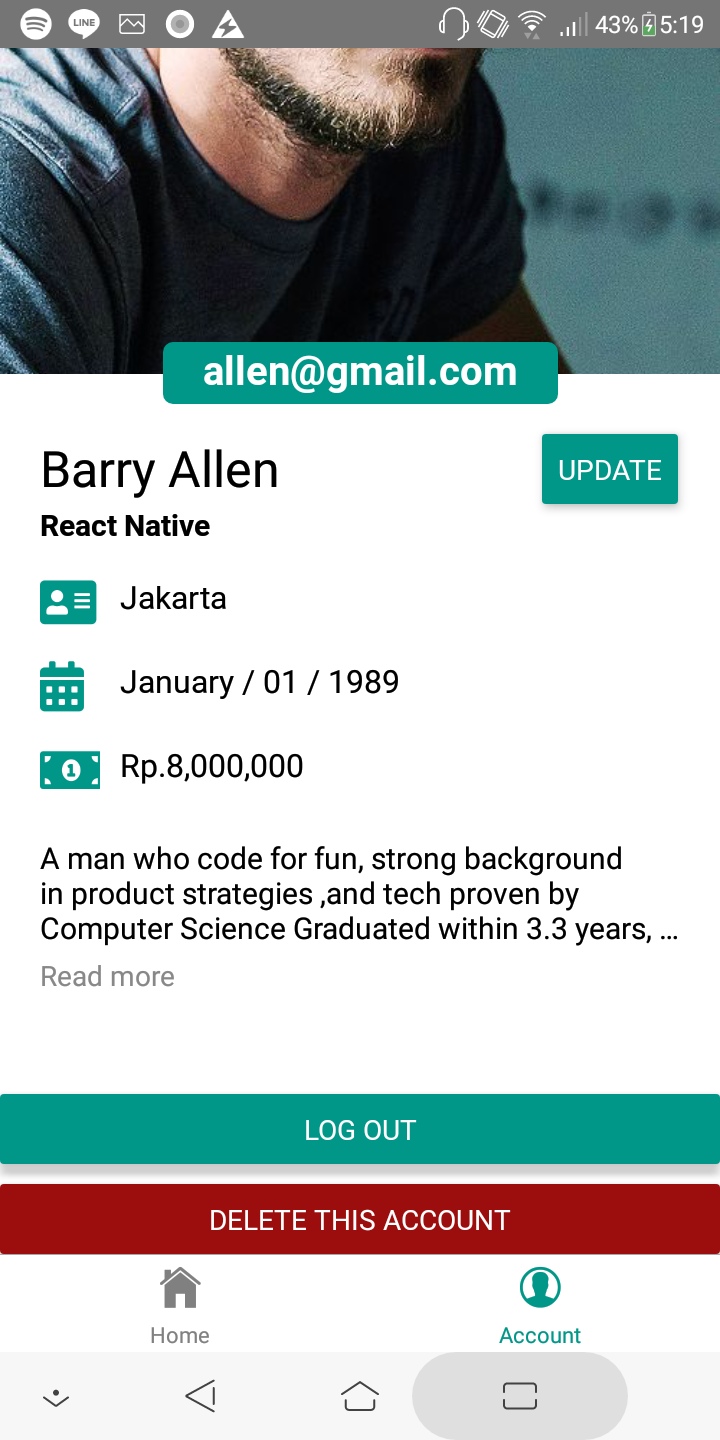 LINE
43% 5:19
allen@gmail.com
Barry Allen
UPDATE
React Native
Jakarta
January / 01 / 1989
1
Rp.8,000,000
A man who code for fun, strong background
in product strategies ,and tech proven by
Computer Science Graduated within 3.3 years, ...
Read more
LOG OUT
DELETE THIS ACCOUNT
Home
Account